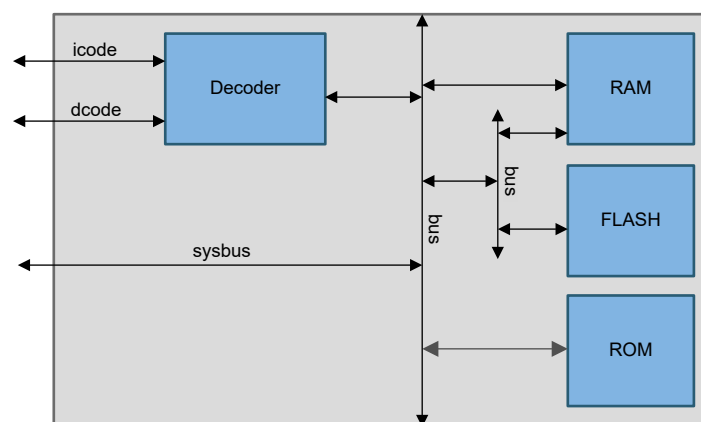 icode
Decoder
RAM
dcode
bus
FLASH
bus
sysbus
ROM